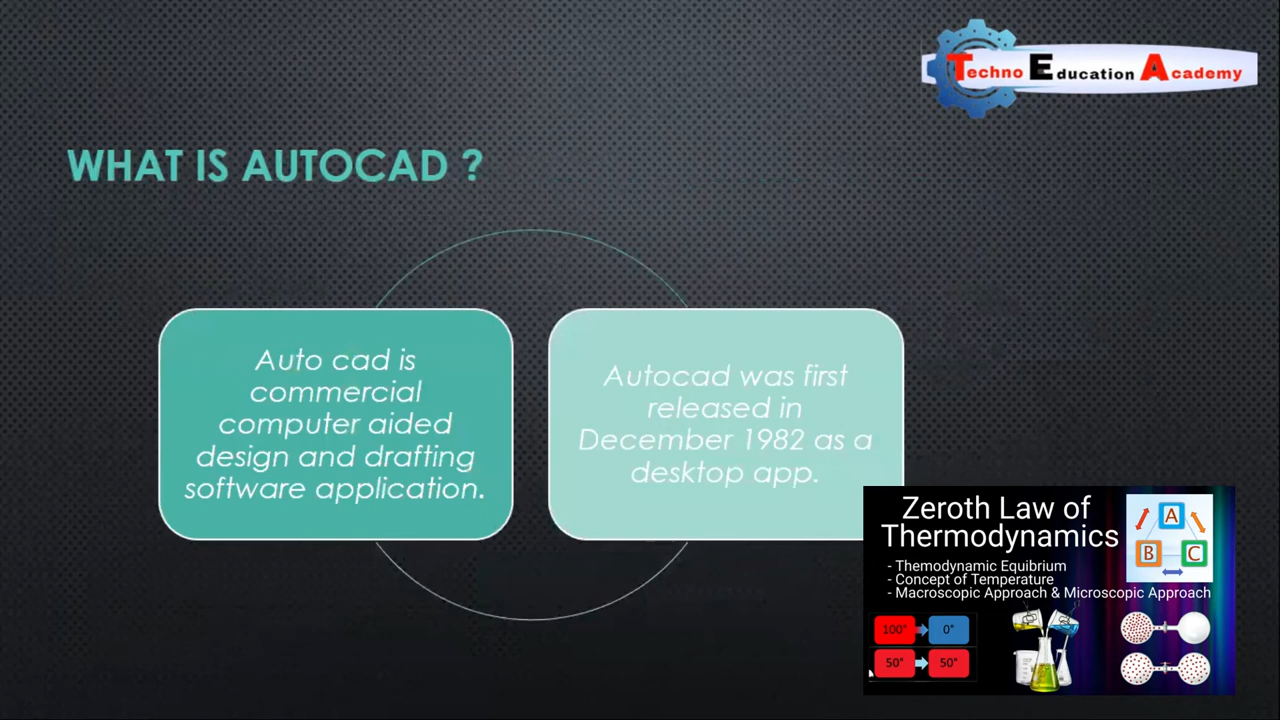 Techno Education Academy
WHAT IS AUTOCAD ?
Auto cad is
commercial
computer aided
design and drafting
software application.
Autocad was first
released in
December 1982 as a
desktop app.
Zeroth Law of
Thermodynamics
- Themodynamic Equibrium
- Concept of Temperature
- Macroscopic Approach & Microscopic Approach
A
B C
100° 0°
50° 50°